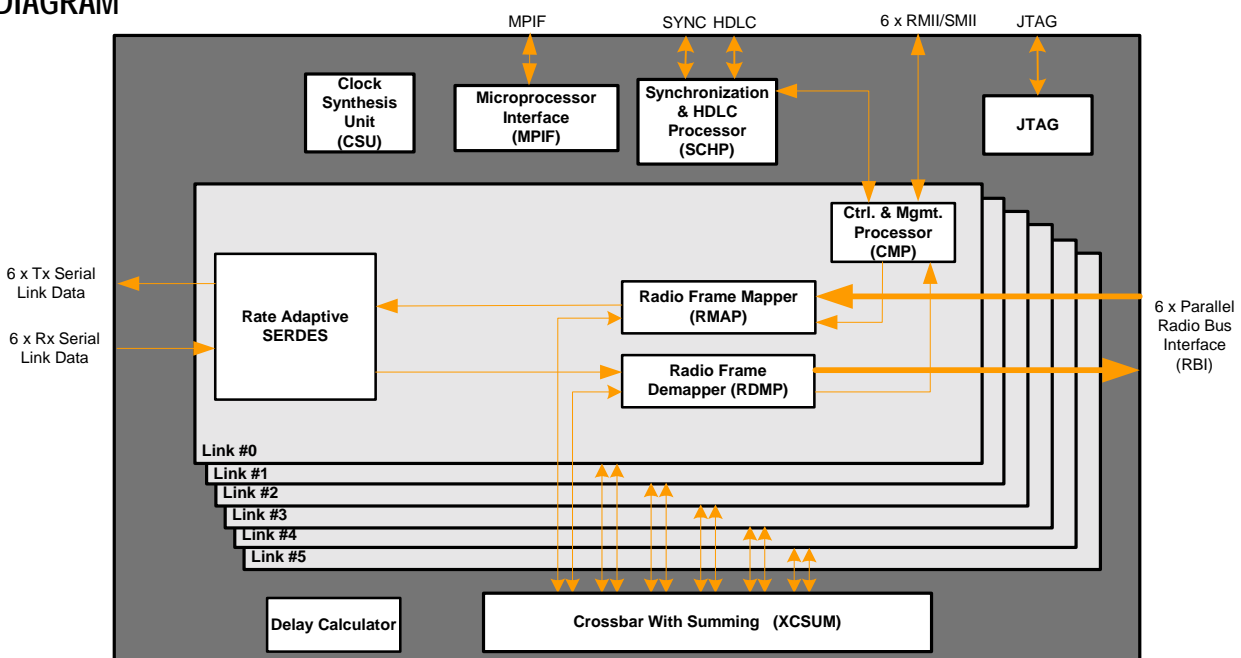 DIAGRAM
MPIF
SYNC HDLC
6 x RMII/SMII
JTAG
Clock
Synthesis
Unit
(CSU)
Microprocessor
Interface
(MPIF)
Synchronization
& HDLC
Processor
(SCHP)
JTAG
Ctrl. & Mgmt.
Processor
(CMP)
6 x Tx Serial
Link Data
6 x Rx Serial
Link Data
Rate Adaptive
SERDES
Radio Frame Mapper
(RMAP)
Radio Frame
Demapper (RDMP)
6 x Parallel
Radio Bus
Interface
(RBI)
Link #0
Link #1
Link #2
Link #3
Link #4
Link #5
Delay Calculator
Crossbar With Summing (XCSUM)